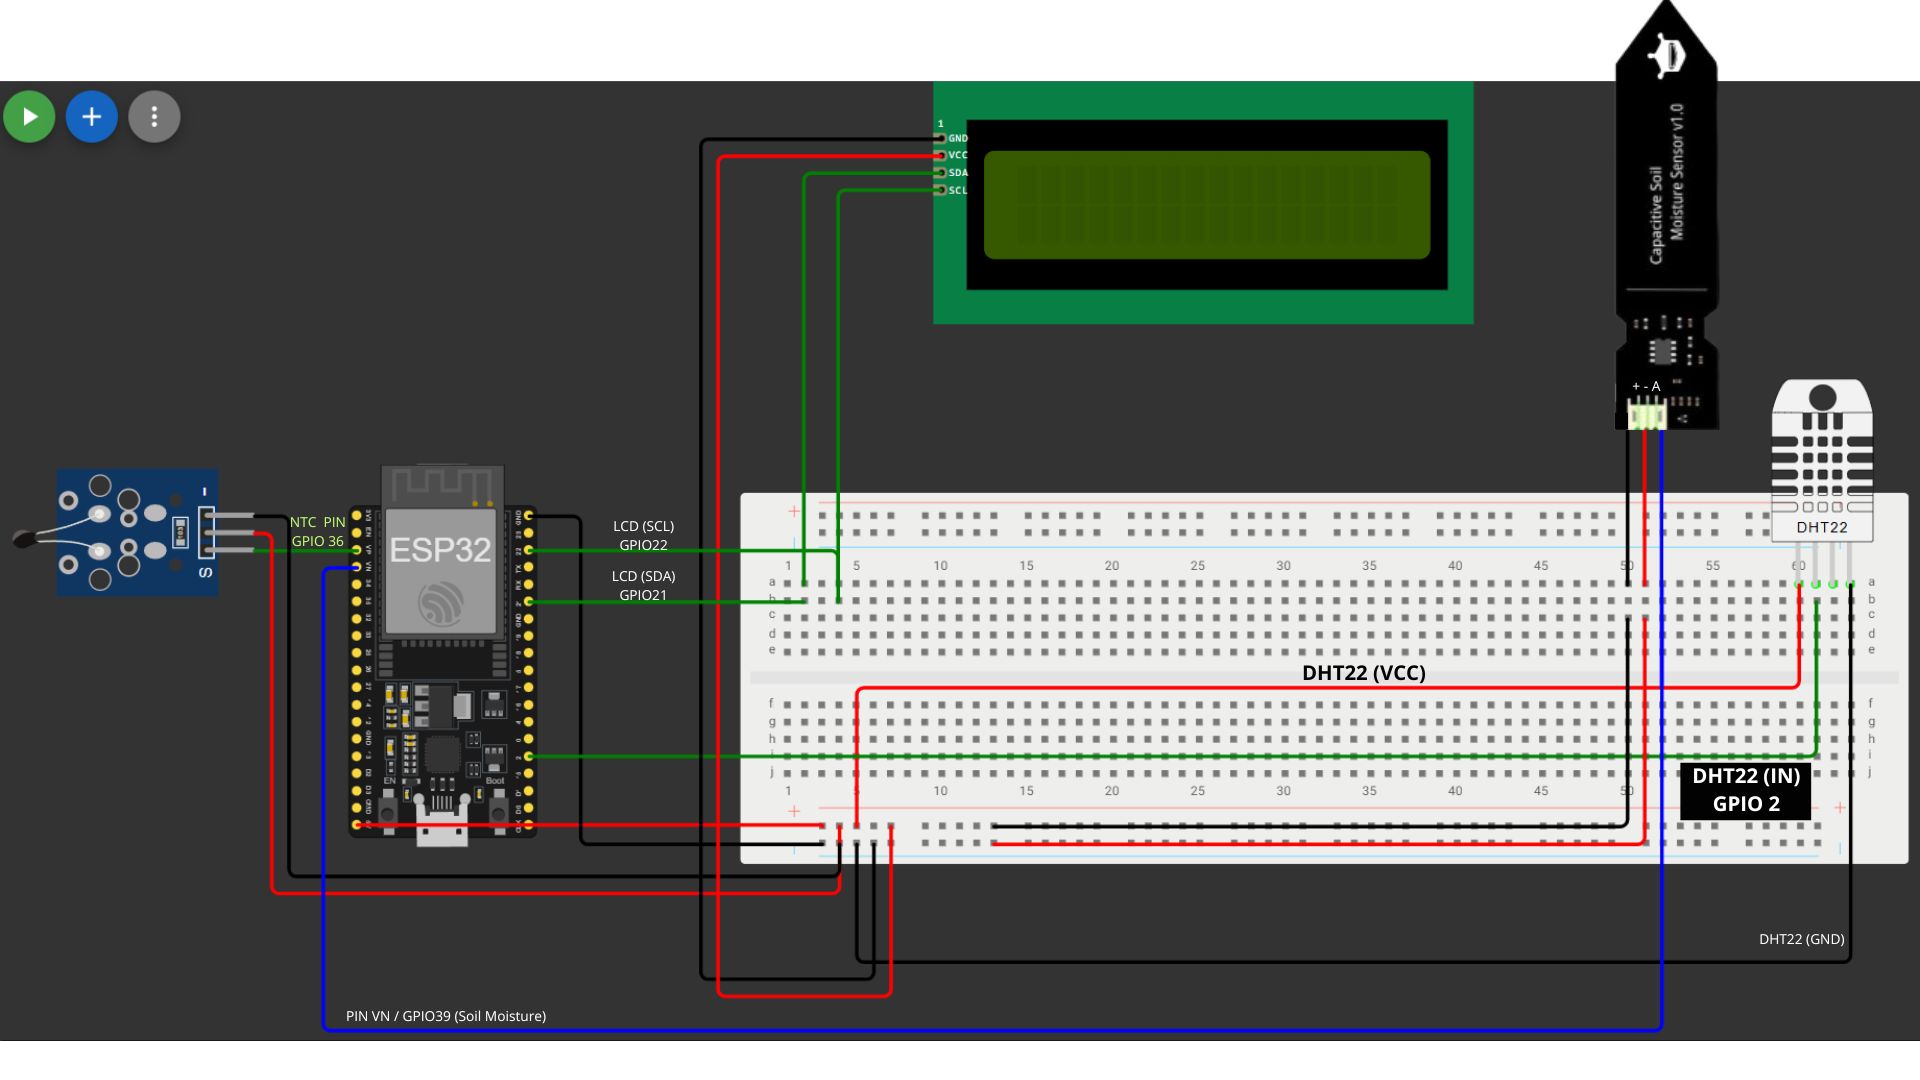 1
GND
VCC
SDA
SCL
Capacitive Soil
Moisture Sensor v1.0
+ - A
DHT22
NTC PIN
GPIO 36
S
ESP32
EN
Boot
LCD (SCL)
GPIO22
LCD (SDA)
GPIO21
+
1 5 10 15 20 25 30 35 40 45 50 55 60
a a
b b
c c
d d
e e
DHT22 (VCC)
f f
g g
h h
i i
j j
1 5 10 15 20 25 30 35 40 45 50
+ +
DHT22 (IN)
GPIO 2
DHT22 (GND)
PIN VN / GPIO39 (Soil Moisture)